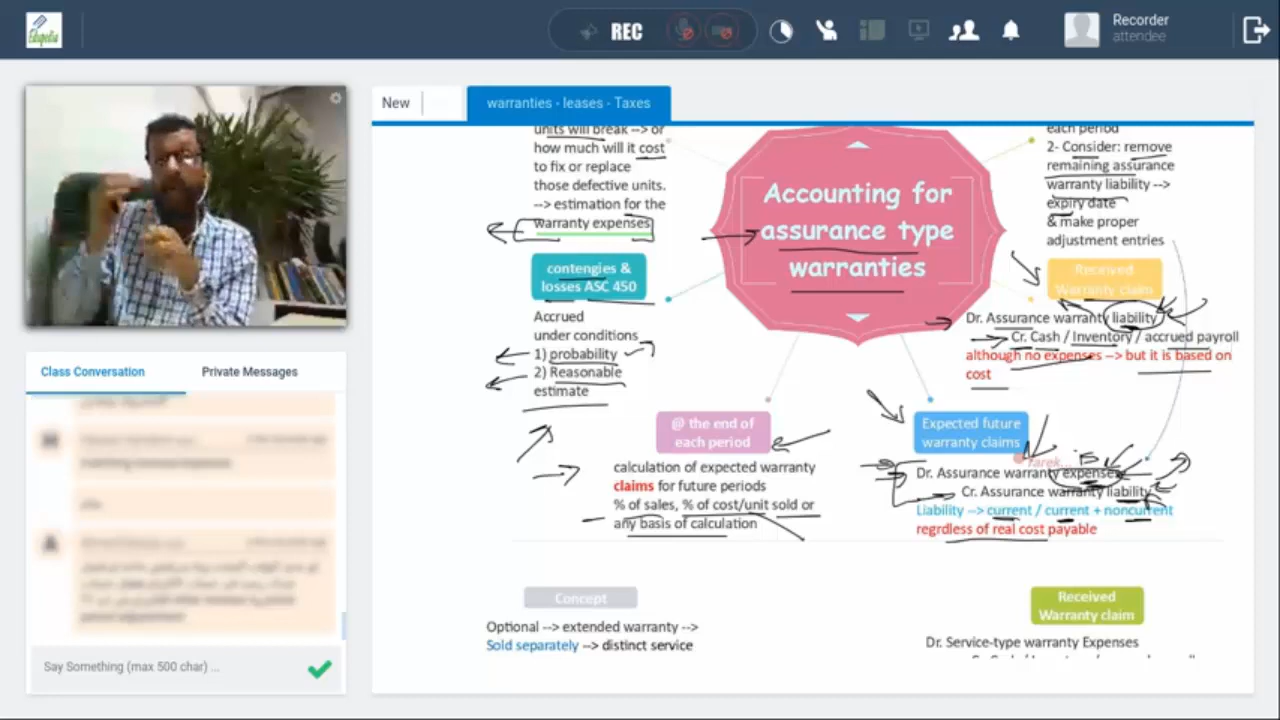 Edupedia
REC
Recorder
attendee
New
warranties - leases - Taxes
units will break --> or
how much will it cost
to fix or replace
those defective units.
--> estimation for the
warranty expenses
contengies &
losses ASC 450
Accrued
under conditions
1) probability
2) Reasonable
estimate
Accounting for
assurance type
warranties
each period
2- Consider: remove
remaining assurance
warranty liability -->
expiry date
& make proper
adjustment entries
Received
Warranty claim
Dr. Assurance warranty liability
Cr. Cash / Inventory / accrued payroll
although no expenses --> but it is based on
cost
@ the end of
each period
calculation of expected warranty
claims for future periods
% of sales, % of cost/unit sold or
any basis of calculation
Expected future
warranty claims
Tarek...
Dr. Assurance warranty expenses
Cr. Assurance warranty liability
Liability --> current / current + noncurrent
regrdless of real cost payable
Concept
Optional --> extended warranty -->
Sold separately --> distinct service
Received
Warranty claim
Dr. Service-type warranty Expenses
Class Conversation
Private Messages
Say Something (max 500 char) ...